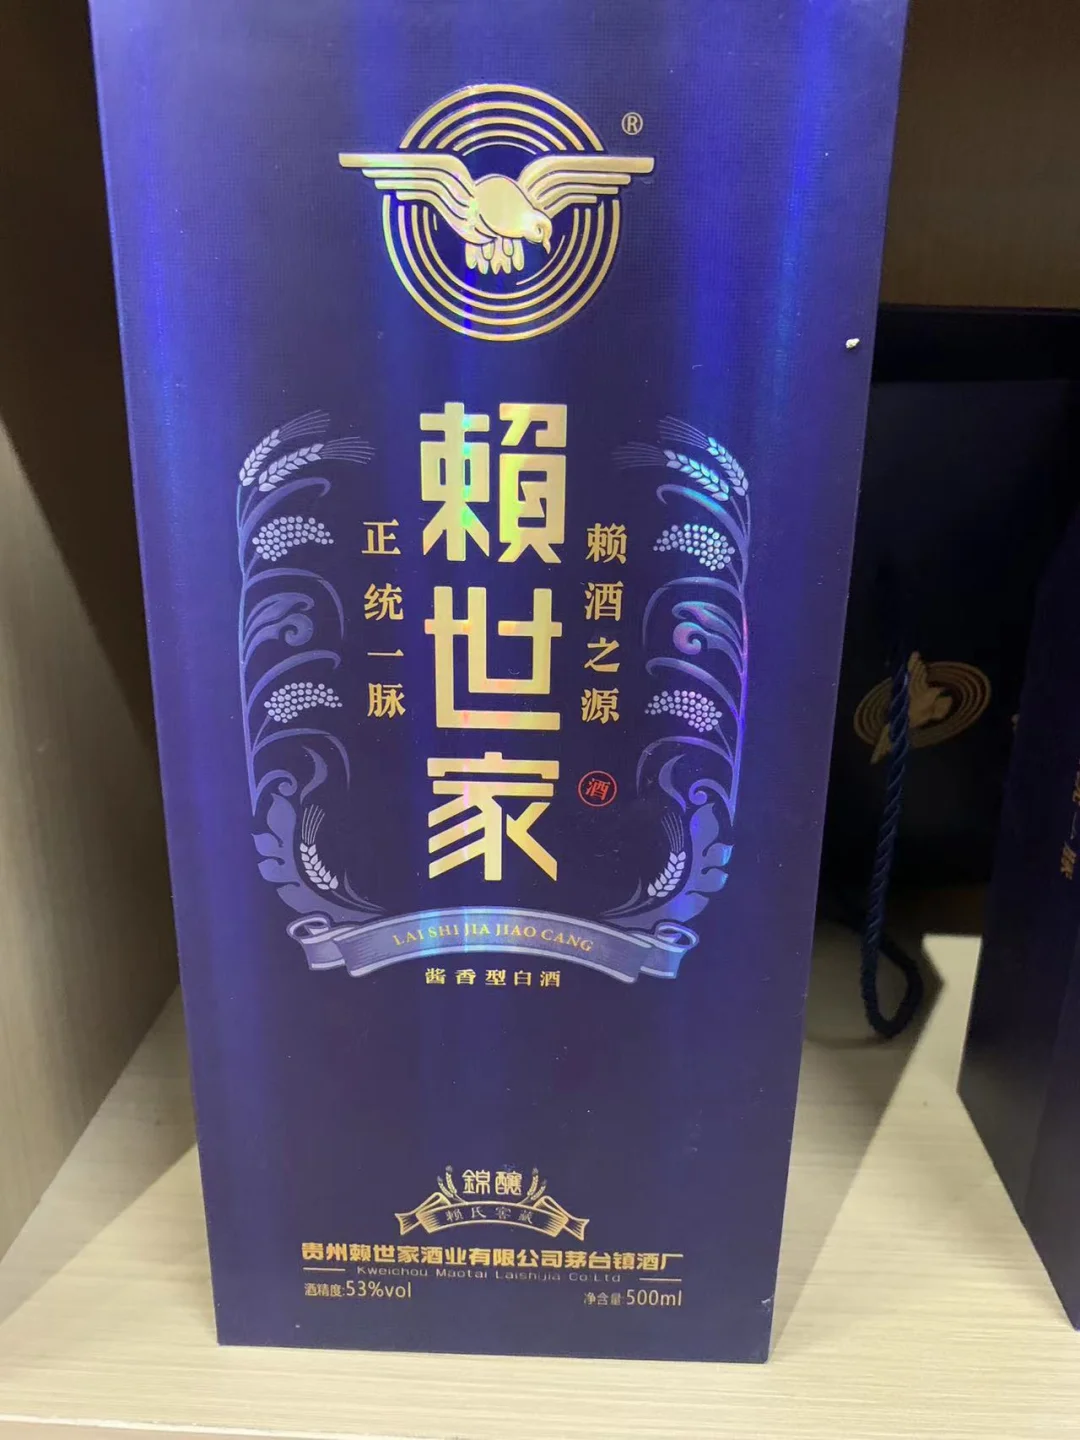 ®
賴世家
正统一脉
赖酒之源
酒
LAI SHI JIA JIAO CANG
酱香型白酒
錦釀
赖氏窖藏
贵州赖世家酒业有限公司茅台镇酒厂
Kweichou Maotai Laishijia Co:Ltd
酒精度:53%vol
净含量:500ml